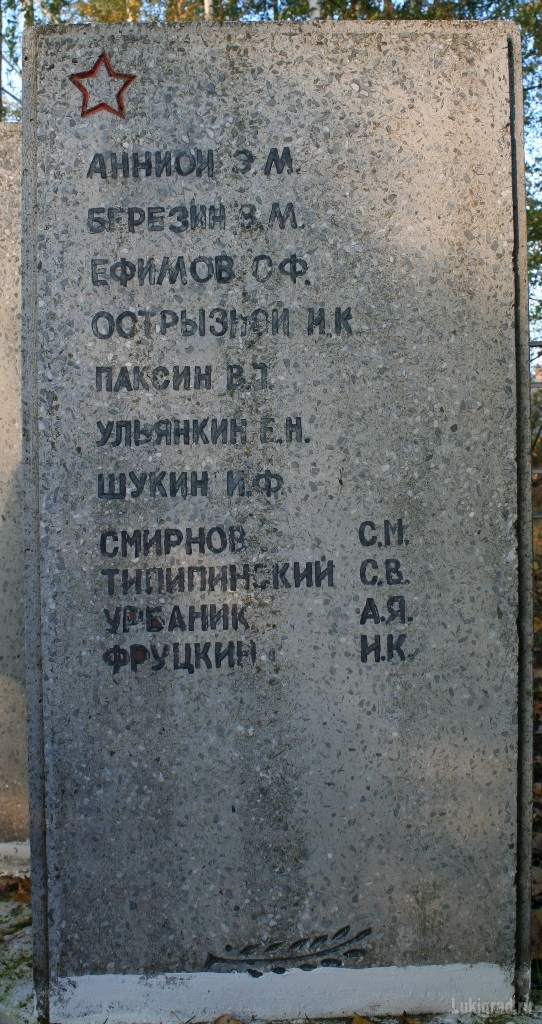 АННИОИ Э.М.
БЕРЕЗИН В.М.
ЕФИМОВ С.Ф.
ОСТРЫЗНОЙ И.К
ПАКСИН В.П.
УЛЬЯНКИН Е.Н.
ШУКИН И.Ф.
СМИРНОВ С.М.
ТИПИПИНСКИЙ С.В.
УРБАНИК А.Я.
ФРУЦКИН И.К.
Lukigrad.ru